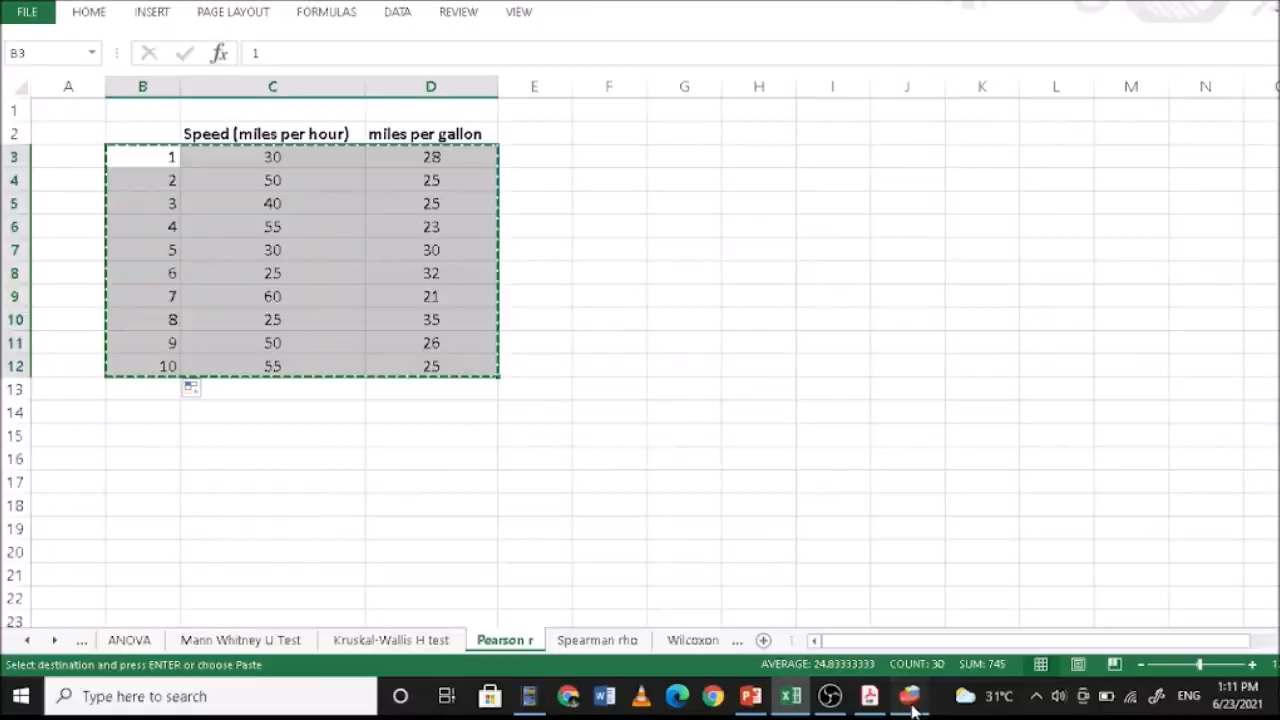 FILE HOME INSERT PAGE LAYOUT FORMULAS DATA REVIEW VIEW
B3 fx 1
A B C D E F G H I J K L M N
1
2 Speed (miles per hour) miles per gallon
3 1 30 28
4 2 50 25
5 3 40 25
6 4 55 23
7 5 30 30
8 6 25 32
9 7 60 21
10 8 25 35
11 9 50 26
12 10 55 25
13
14
15
16
17
18
19
20
21
22
23
... ANOVA Mann Whitney U Test Kruskal-Wallis H test Pearson r Spearman rho Wilcoxon ...
Select destination and press ENTER or choose Paste AVERAGE: 24.83333333 COUNT: 30 SUM: 745
Type here to search 31°C ENG 1:11 PM
6/23/2021